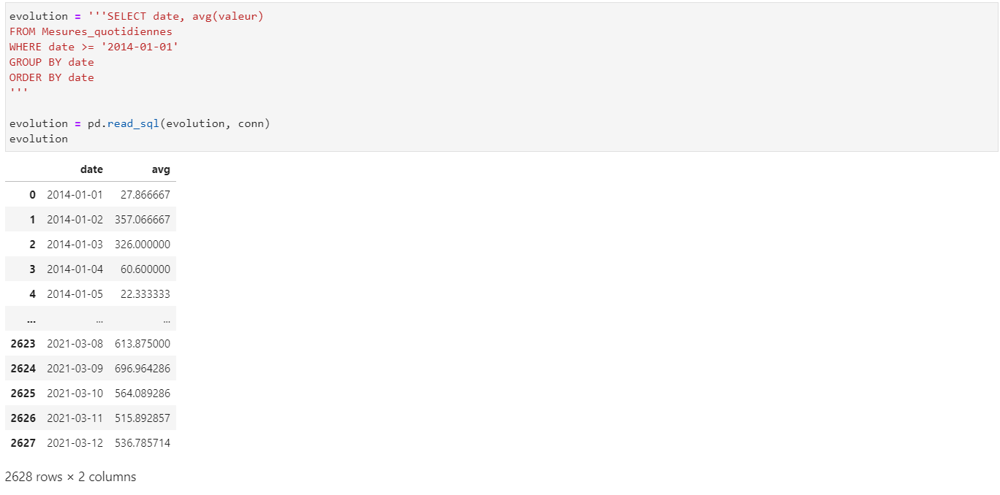 evolution = '''SELECT date, avg(valeur)
FROM Mesures_quotidiennes
WHERE date >= '2014-01-01'
GROUP BY date
ORDER BY date
'''
evolution = pd.read_sql(evolution, conn)
evolution
date avg
0 2014-01-01 27.866667
1 2014-01-02 357.066667
2 2014-01-03 326.000000
3 2014-01-04 60.600000
4 2014-01-05 22.333333
... ... ...
2623 2021-03-08 613.875000
2624 2021-03-09 696.964286
2625 2021-03-10 564.089286
2626 2021-03-11 515.892857
2627 2021-03-12 536.785714
2628 rows × 2 columns